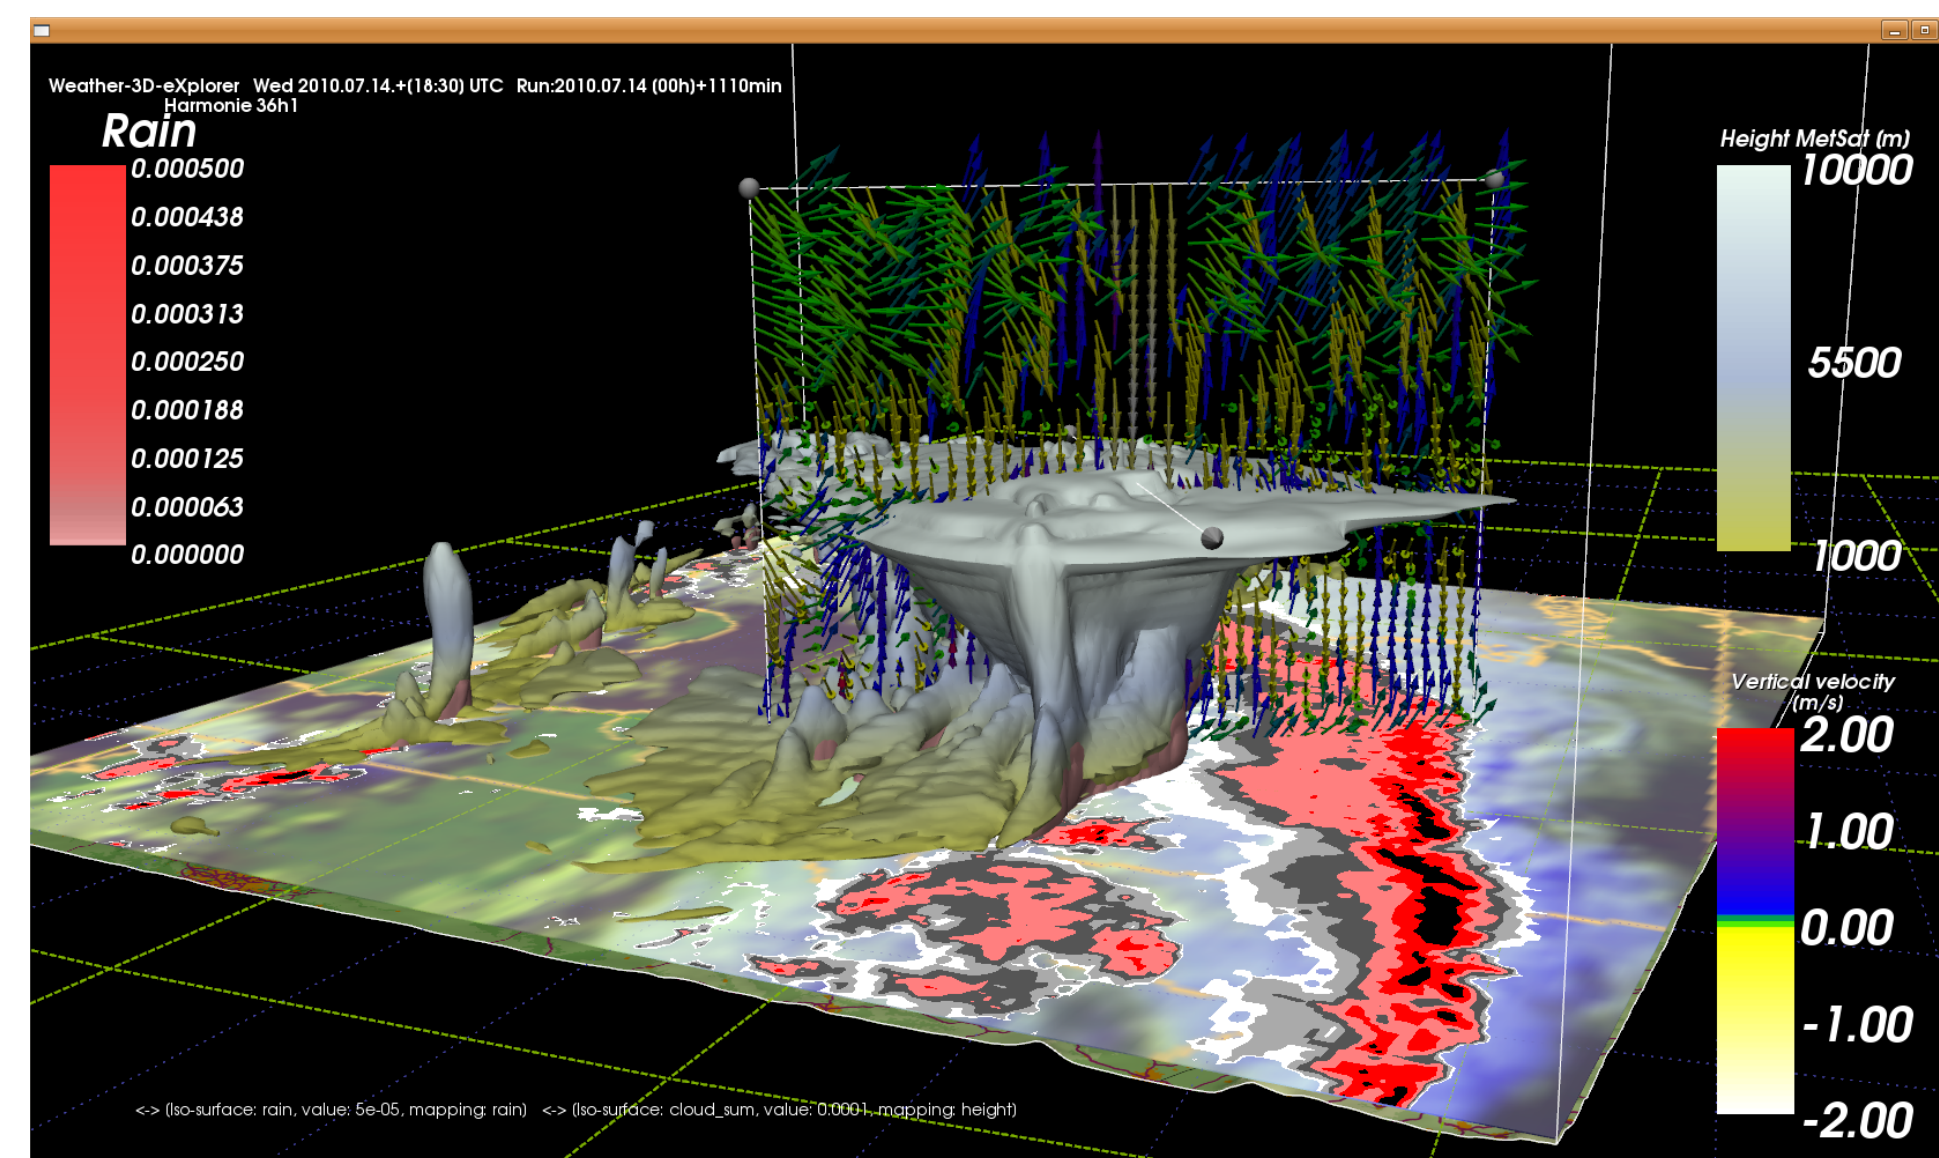 Weather-3D-eXplorer Wed 2010.07.14.+(18:30) UTC Run:2010.07.14 (00h)+1110min
Harmonie 36h1
Rain
0.000500
0.000438
0.000375
0.000313
0.000250
0.000188
0.000125
0.000063
0.000000
Height MetSat (m)
10000
5500
1000
Vertical velocity
(m/s)
2.00
1.00
0.00
-1.00
-2.00
<-> (Iso-surface: rain, value: 5e-05, mapping: rain) <-> (Iso-surface: cloud_sum, value: 0.0001, mapping: height)